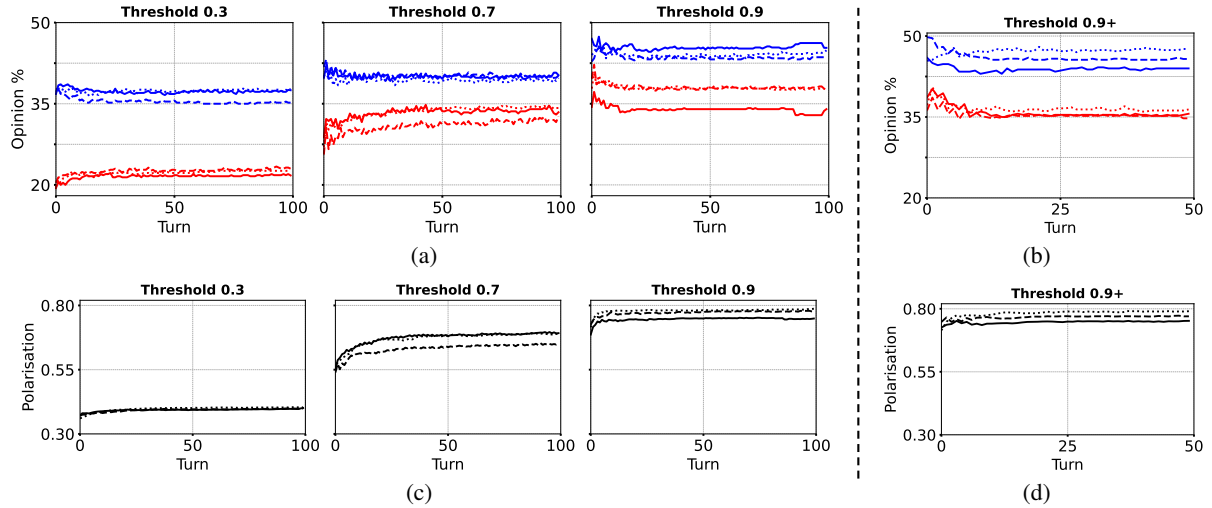 Threshold 0.3
Threshold 0.7
Threshold 0.9
Threshold 0.9+
Opinion %
50
35
20
0
50
100
Turn
0
50
100
Turn
0
50
100
Turn
(a)
Opinion %
50
35
20
0
25
50
Turn
(b)
Threshold 0.3
Threshold 0.7
Threshold 0.9
Threshold 0.9+
Polarisation
0.80
0.55
0.30
0
50
100
Turn
0
50
100
Turn
0
50
100
Turn
(c)
Polarisation
0.80
0.55
0.30
0
25
50
Turn
(d)